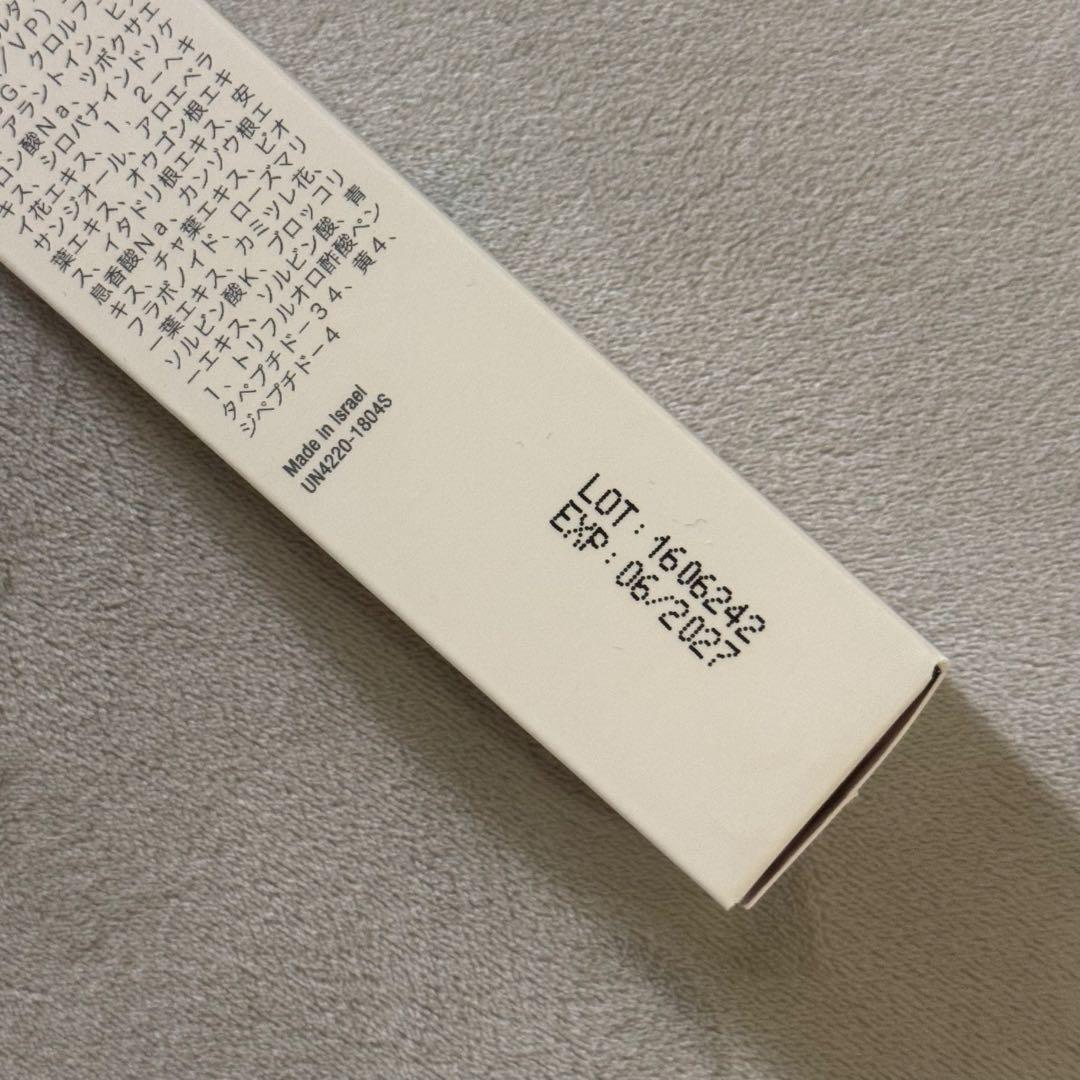 /VP)
G、クロルフ
アラントイン、ヒ
ロン酸Na、ツボクサエ
キス、シロバナインドソケ
イ花エキス、1,2-ヘキ
サンジオール、アロエベラ
葉エキス、オウゴン根エキ
ス、イタドリ根エキス、安
息香酸Na、カンゾウ根エ
キス、チャ葉エキス、ビオ
フラボノイド、ローズマリ
ー葉エキス、カミツレ花、
ソルビン酸K、ブロッコリ
ーエキス、ソルビン酸、青
1、トリフルオロ酢酸ペン
タペプチド-34、黄4、
ジペプチド-4
Made in Israel
UN4220-1804S
LOT: 1606242
EXP: 06/2027